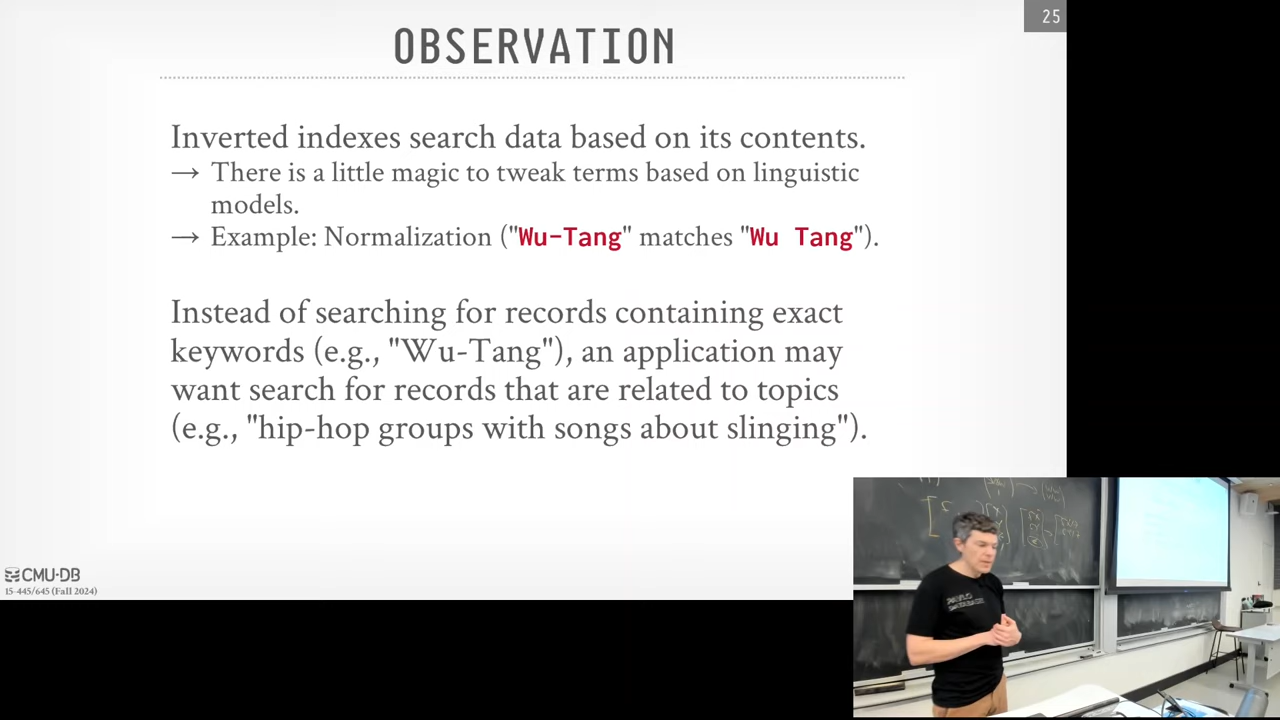 25
OBSERVATION
Inverted indexes search data based on its contents.
→ There is a little magic to tweak terms based on linguistic
models.
→ Example: Normalization ("Wu-Tang" matches "Wu Tang").
Instead of searching for records containing exact
keywords (e.g., "Wu-Tang"), an application may
want search for records that are related to topics
(e.g., "hip-hop groups with songs about slinging").
CMU·DB
15-445/645 (Fall 2024)